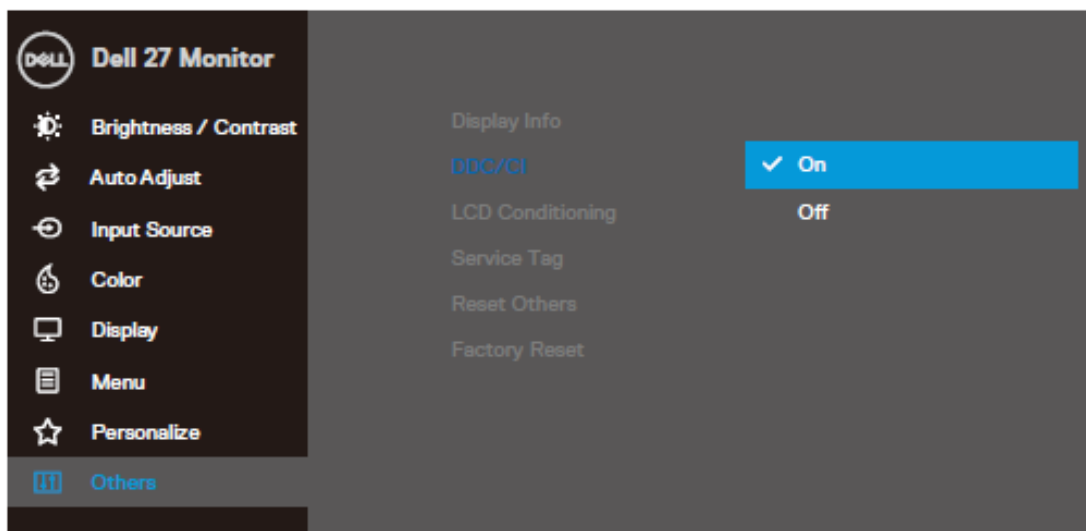 DELL
Dell 27 Monitor
Brightness / Contrast
Auto Adjust
Input Source
Color
Display
Menu
Personalize
Others
Display Info
DDC/CI
LCD Conditioning
Service Tag
Reset Others
Factory Reset
On
Off